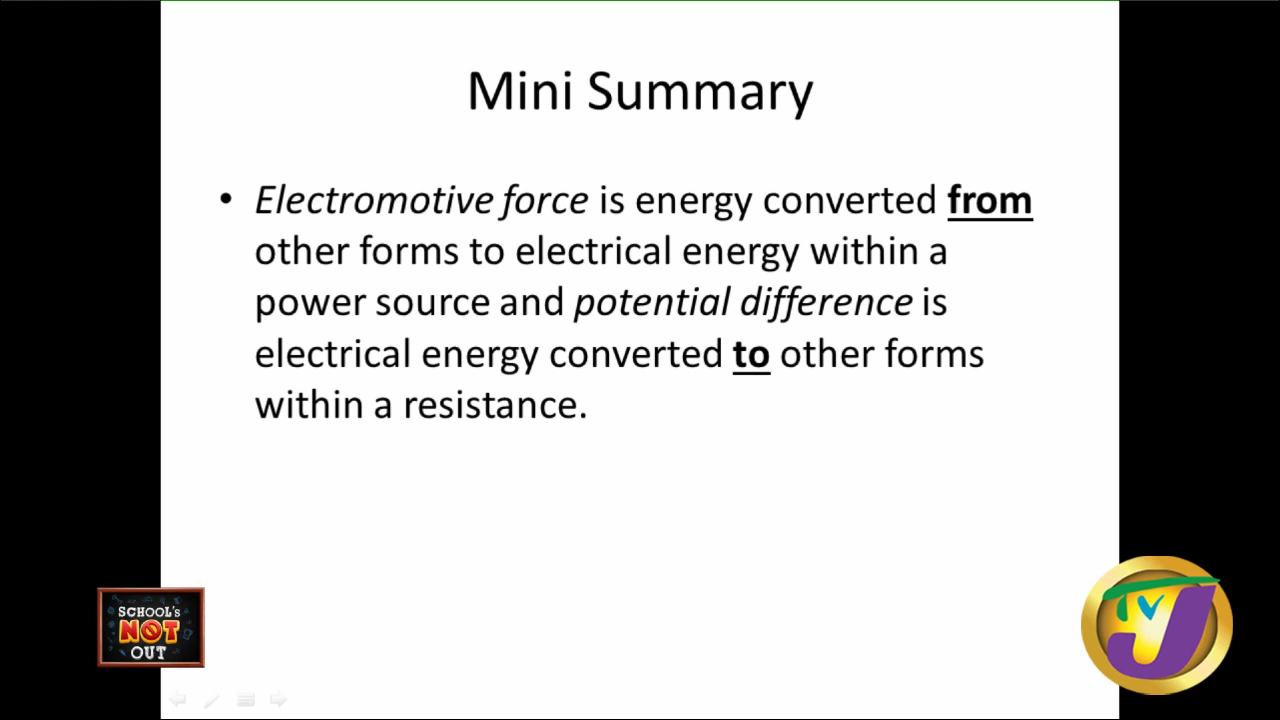 Mini Summary
• Electromotive force is energy converted from
other forms to electrical energy within a
power source and potential difference is
electrical energy converted to other forms
within a resistance.
SCHOOL'S
NOT
OUT
TVJ